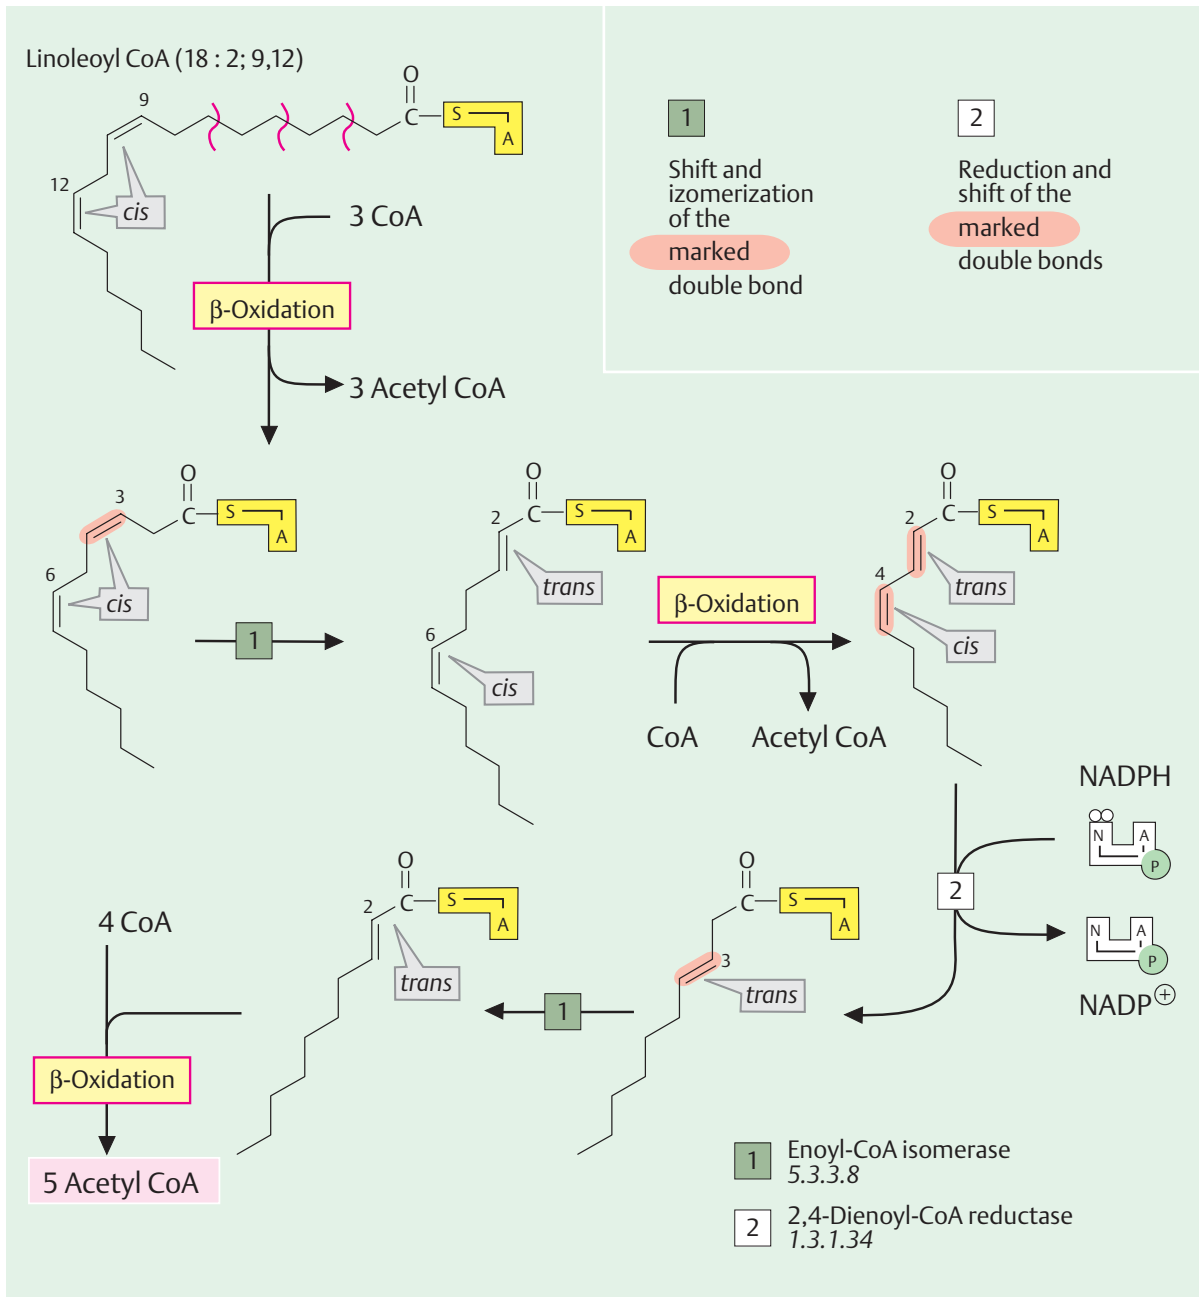 Linoleoyl CoA (18 : 2; 9,12)
O
9
C
S
A
12
cis
3 CoA
β-Oxidation
3 Acetyl CoA
1
Shift and
izomerization
of the
marked
double bond
2
Reduction and
shift of the
marked
double bonds
O
3
C
S
A
6
cis
1
O
2
C
S
A
trans
6
cis
β-Oxidation
CoA
Acetyl CoA
O
2
C
S
A
4
trans
cis
NADPH
N
A
P
2
N
A
P
NADP⊕
O
C
S
A
3
trans
1
O
2
C
S
A
trans
4 CoA
β-Oxidation
5 Acetyl CoA
1
Enoyl-CoA isomerase
5.3.3.8
2
2,4-Dienoyl-CoA reductase
1.3.1.34